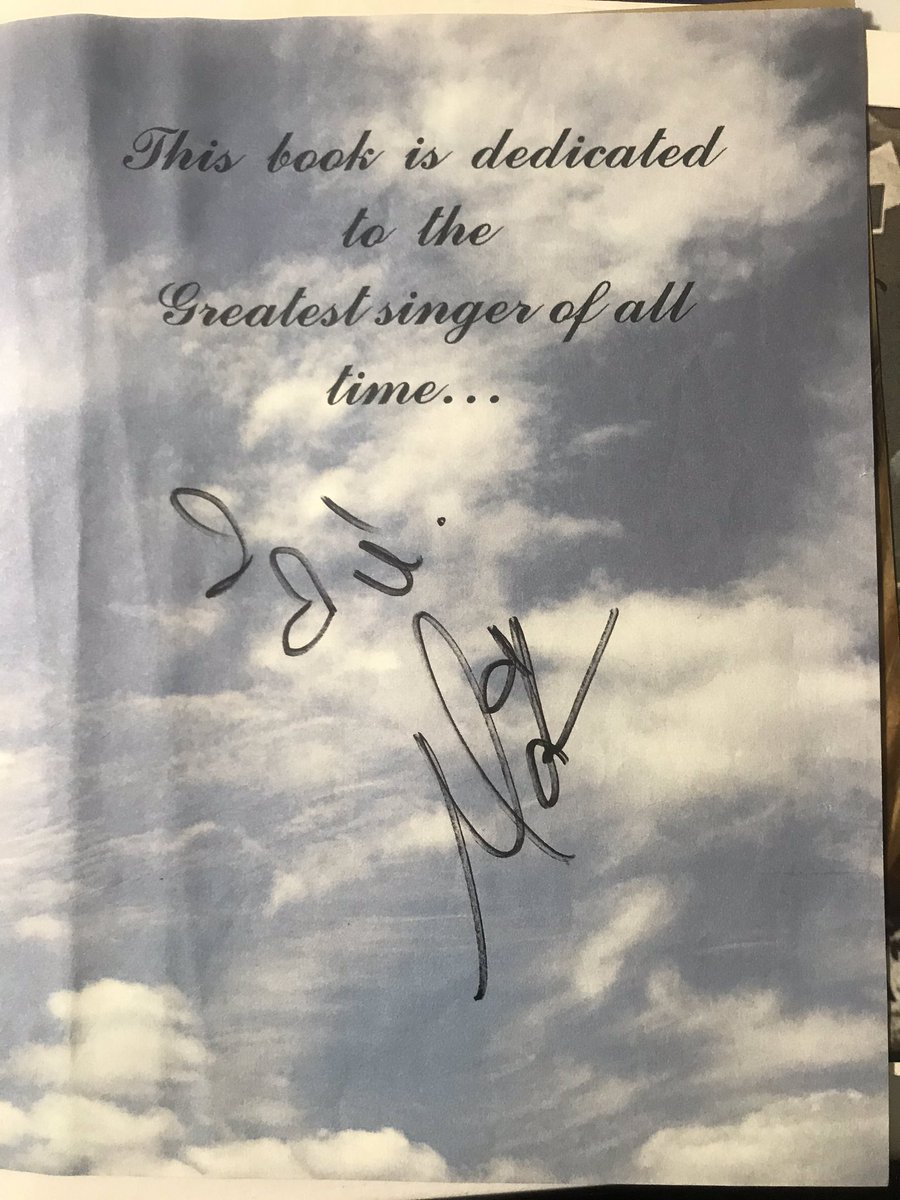 This book is dedicated
to the
Greatest singer of all
time...
I ♡ U.